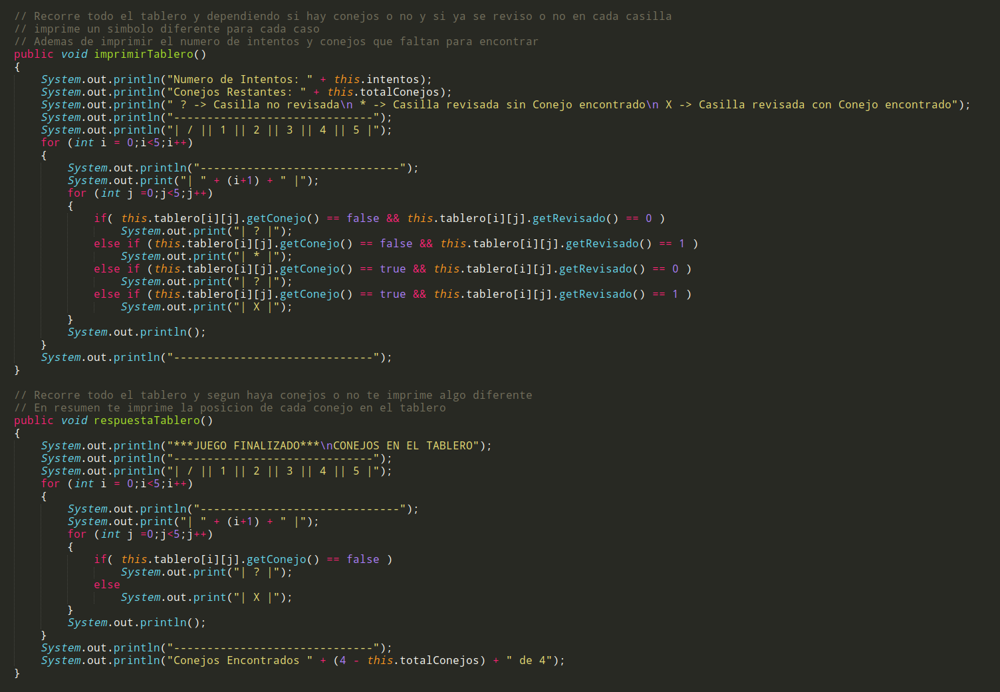 // Recorre todo el tablero y dependiendo si hay conejos o no y si ya se reviso o no en cada casilla
// imprime un simbolo diferente para cada caso
// Ademas de imprimir el numero de intentos y conejos que faltan para encontrar
public void imprimirTablero()
{
    System.out.println("Numero de Intentos: " + this.intentos);
    System.out.println("Conejos Restantes: " + this.totalConejos);
    System.out.println(" ? -> Casilla no revisada\n * -> Casilla revisada sin Conejo encontrado\n X -> Casilla revisada con Conejo encontrado");
    System.out.println("------------------------------");
    System.out.println("| / || 1 || 2 || 3 || 4 || 5 |");
    for (int i = 0;i<5;i++)
    {
        System.out.println("------------------------------");
        System.out.print("| " + (i+1) + " |");
        for (int j =0;j<5;j++)
        {
            if( this.tablero[i][j].getConejo() == false && this.tablero[i][j].getRevisado() == 0 )
                System.out.print("| ? |");
            else if (this.tablero[i][j].getConejo() == false && this.tablero[i][j].getRevisado() == 1 )
                System.out.print("| * |");
            else if (this.tablero[i][j].getConejo() == true && this.tablero[i][j].getRevisado() == 0 )
                System.out.print("| ? |");
            else if (this.tablero[i][j].getConejo() == true && this.tablero[i][j].getRevisado() == 1 )
                System.out.print("| X |");
        }
        System.out.println();
    }
    System.out.println("------------------------------");
}

// Recorre todo el tablero y segun haya conejos o no te imprime algo diferente
// En resumen te imprime la posicion de cada conejo en el tablero
public void respuestaTablero()
{
    System.out.println("***JUEGO FINALIZADO***\nCONEJOS EN EL TABLERO");
    System.out.println("------------------------------");
    System.out.println("| / || 1 || 2 || 3 || 4 || 5 |");
    for (int i = 0;i<5;i++)
    {
        System.out.println("------------------------------");
        System.out.print("| " + (i+1) + " |");
        for (int j =0;j<5;j++)
        {
            if( this.tablero[i][j].getConejo() == false )
                System.out.print("| ? |");
            else
                System.out.print("| X |");
        }
        System.out.println();
    }
    System.out.println("------------------------------");
    System.out.println("Conejos Encontrados " + (4 - this.totalConejos) + " de 4");
}